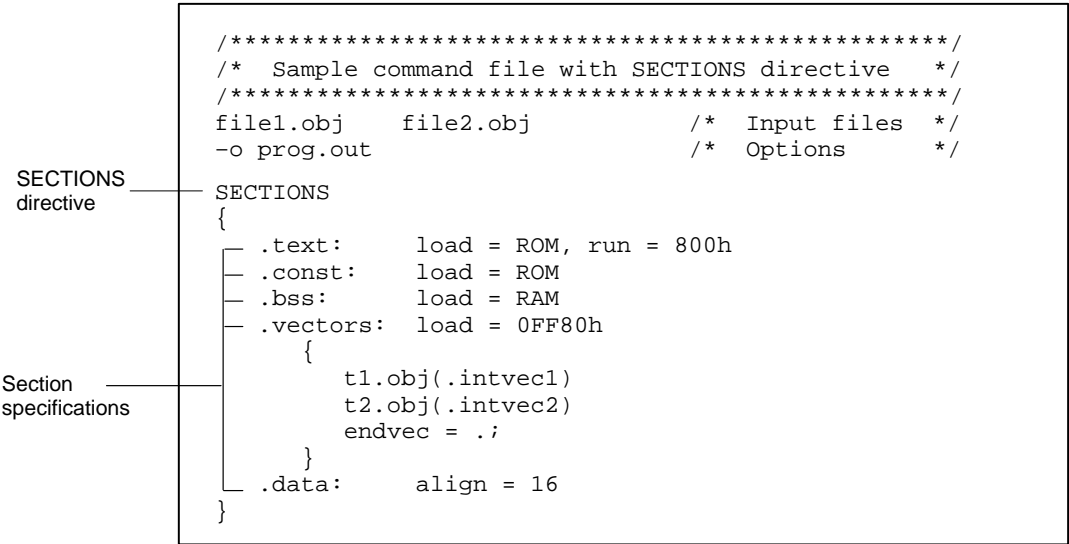 /**************************************************/
/*  Sample command file with SECTIONS directive   */
/**************************************************/
file1.obj    file2.obj           /*  Input files  */
–o prog.out                      /*  Options      */
SECTIONS
directive
SECTIONS
{
.text:     load = ROM, run = 800h
.const:    load = ROM
.bss:      load = RAM
.vectors:  load = 0FF80h
{
t1.obj(.intvec1)
t2.obj(.intvec2)
endvec = .;
}
Section
specifications
.data:     align = 16
}